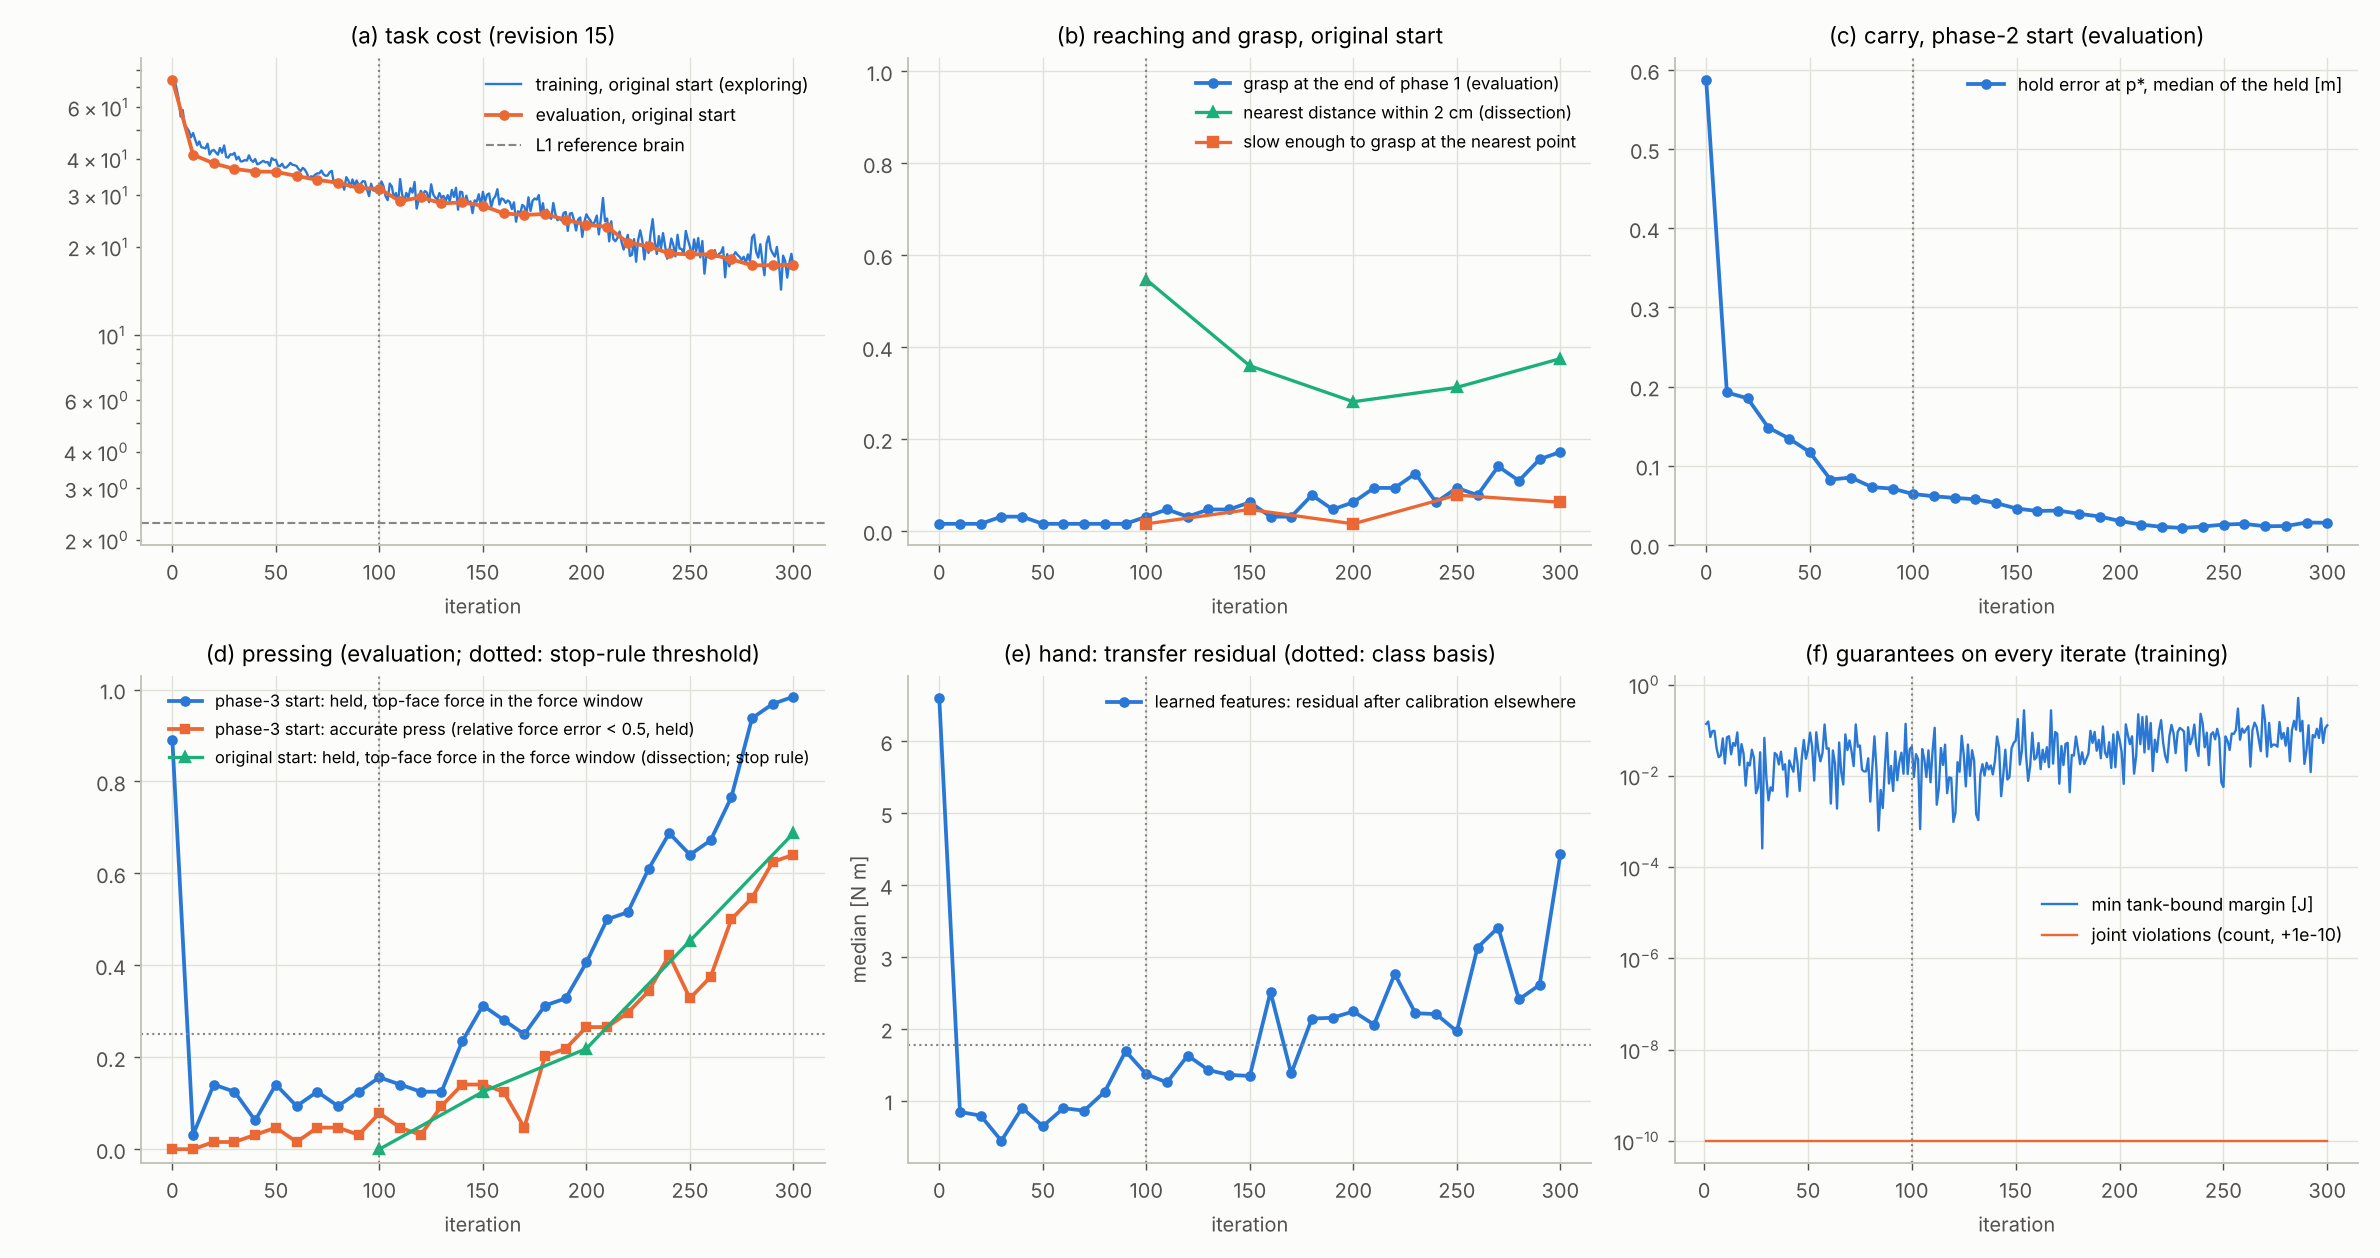 (a) task cost (revision 15)
training, original start (exploring)
evaluation, original start
L1 reference brain
6 × 10¹
4 × 10¹
3 × 10¹
2 × 10¹
10¹
6 × 10⁰
4 × 10⁰
3 × 10⁰
2 × 10⁰
0 50 100 150 200 250 300
iteration
(b) reaching and grasp, original start
grasp at the end of phase 1 (evaluation)
nearest distance within 2 cm (dissection)
slow enough to grasp at the nearest point
1.0
0.8
0.6
0.4
0.2
0.0
0 50 100 150 200 250 300
iteration
(c) carry, phase-2 start (evaluation)
hold error at p*, median of the held [m]
0.6
0.5
0.4
0.3
0.2
0.1
0.0
0 50 100 150 200 250 300
iteration
(d) pressing (evaluation; dotted: stop-rule threshold)
phase-3 start: held, top-face force in the force window
phase-3 start: accurate press (relative force error < 0.5, held)
original start: held, top-face force in the force window (dissection; stop rule)
1.0
0.8
0.6
0.4
0.2
0.0
0 50 100 150 200 250 300
iteration
(e) hand: transfer residual (dotted: class basis)
learned features: residual after calibration elsewhere
median [N m]
6
5
4
3
2
1
0 50 100 150 200 250 300
iteration
(f) guarantees on every iterate (training)
min tank-bound margin [J]
joint violations (count, +1e-10)
10⁰
10⁻²
10⁻⁴
10⁻⁶
10⁻⁸
10⁻¹⁰
0 50 100 150 200 250 300
iteration